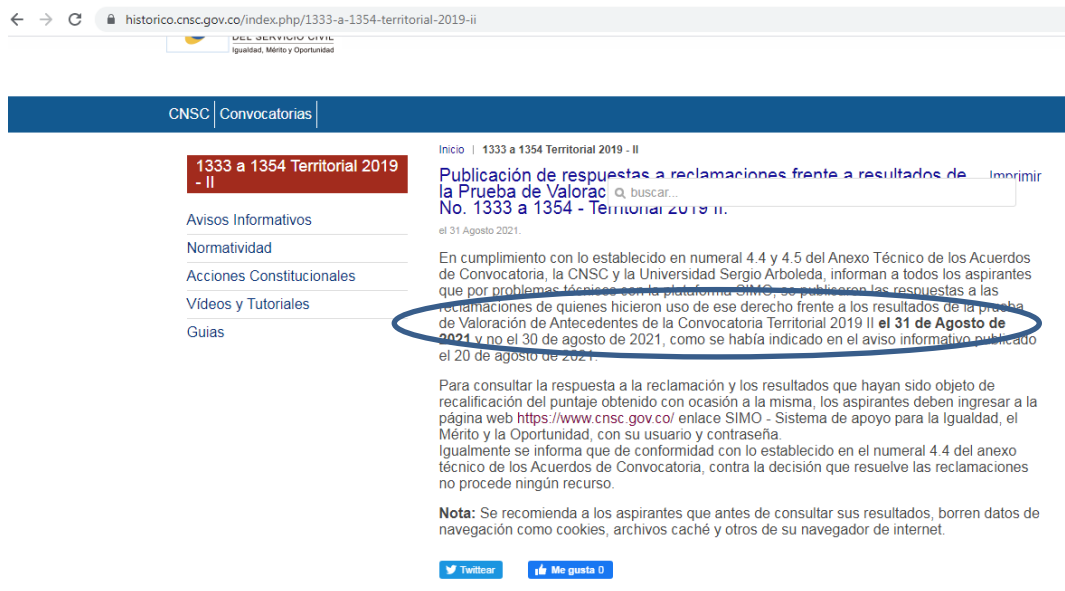 historico.cnsc.gov.co/index.php/1333-a-1354-territorial-2019-ii
DEL SERVICIO CIVIL
Igualdad, Mérito y Oportunidad
CNSC Convocatorias
1333 a 1354 Territorial 2019
- II
Avisos Informativos
Normatividad
Acciones Constitucionales
Vídeos y Tutoriales
Guias
Inicio | 1333 a 1354 Territorial 2019 - II
Publicación de respuestas a reclamaciones frente a resultados de
la Prueba de Valorac
No. 1333 a 1354 - Territorial 2019 II.
Imprimir
buscar...
el 31 Agosto 2021.
En cumplimiento con lo establecido en numeral 4.4 y 4.5 del Anexo Técnico de los Acuerdos
de Convocatoria, la CNSC y la Universidad Sergio Arboleda, informan a todos los aspirantes
que por problemas técnicos con la plataforma SIMO, se publicaron las respuestas a las
reclamaciones de quienes hicieron uso de ese derecho frente a los resultados de la prueba
de Valoración de Antecedentes de la Convocatoria Territorial 2019 II el 31 de Agosto de
2021 y no el 30 de agosto de 2021, como se había indicado en el aviso informativo publicado
el 20 de agosto de 2021.
Para consultar la respuesta a la reclamación y los resultados que hayan sido objeto de
recalificación del puntaje obtenido con ocasión a la misma, los aspirantes deben ingresar a la
página web https://www.cnsc.gov.co/ enlace SIMO - Sistema de apoyo para la Igualdad, el
Mérito y la Oportunidad, con su usuario y contraseña.
Igualmente se informa que de conformidad con lo establecido en el numeral 4.4 del anexo
técnico de los Acuerdos de Convocatoria, contra la decisión que resuelve las reclamaciones
no procede ningún recurso.
Nota: Se recomienda a los aspirantes que antes de consultar sus resultados, borren datos de
navegación como cookies, archivos caché y otros de su navegador de internet.
Twittear
Me gusta 0